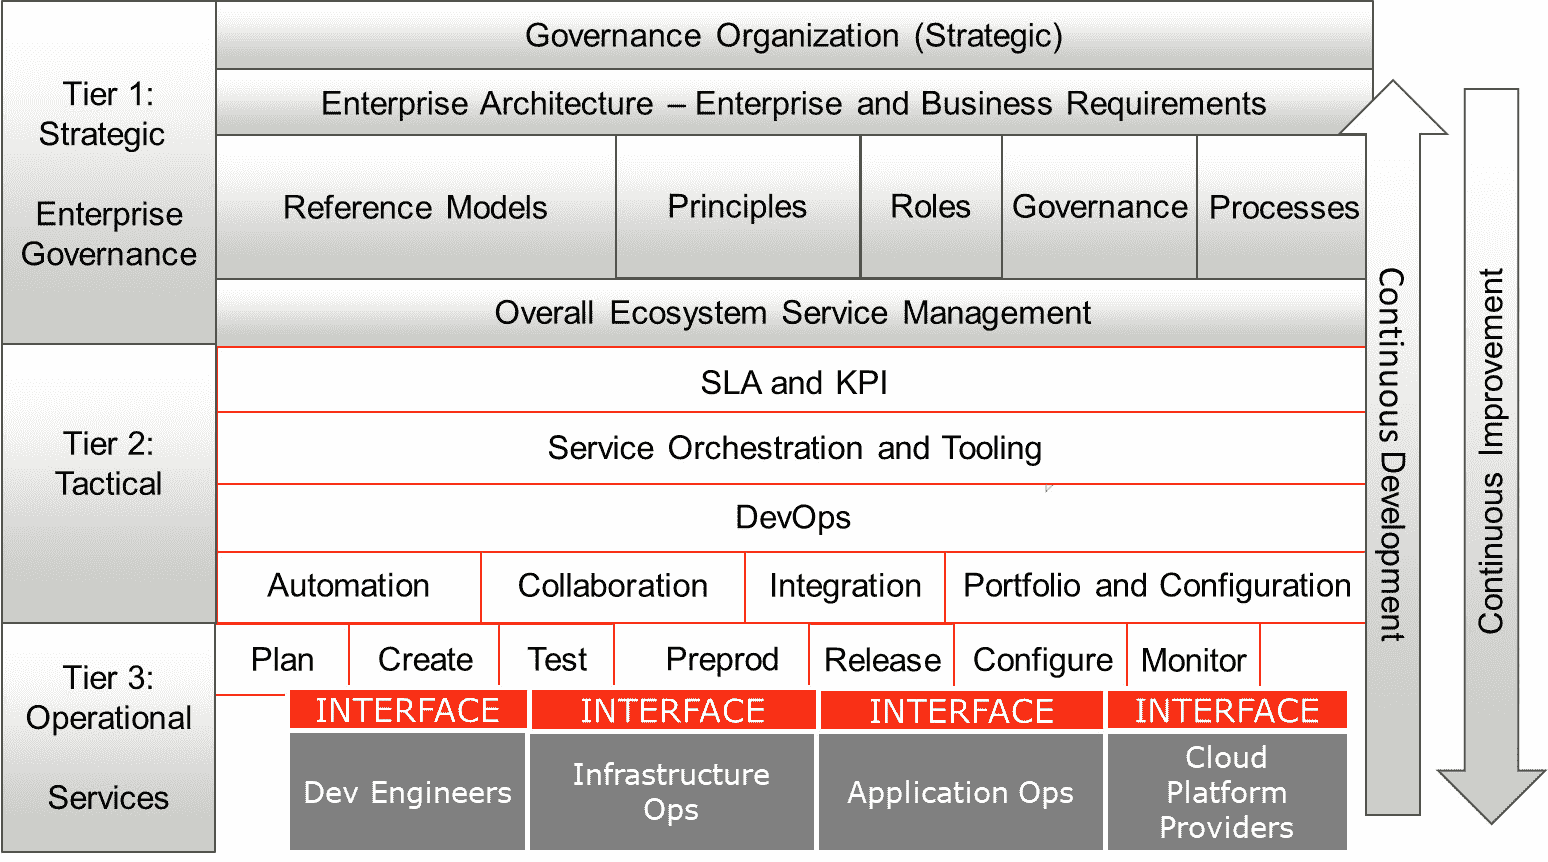 Governance Organization (Strategic)
Tier 1:
Strategic
Enterprise
Governance
Enterprise Architecture – Enterprise and Business Requirements
Reference Models
Principles
Roles
Governance
Processes
Overall Ecosystem Service Management
Tier 2:
Tactical
SLA and KPI
Service Orchestration and Tooling
DevOps
Automation
Collaboration
Integration
Portfolio and Configuration
Tier 3:
Operational
Services
Plan
Create
Test
Preprod
Release
Configure
Monitor
INTERFACE
INTERFACE
INTERFACE
INTERFACE
Dev Engineers
Infrastructure
Ops
Application Ops
Cloud
Platform
Providers
Continuous Development
Continuous Improvement